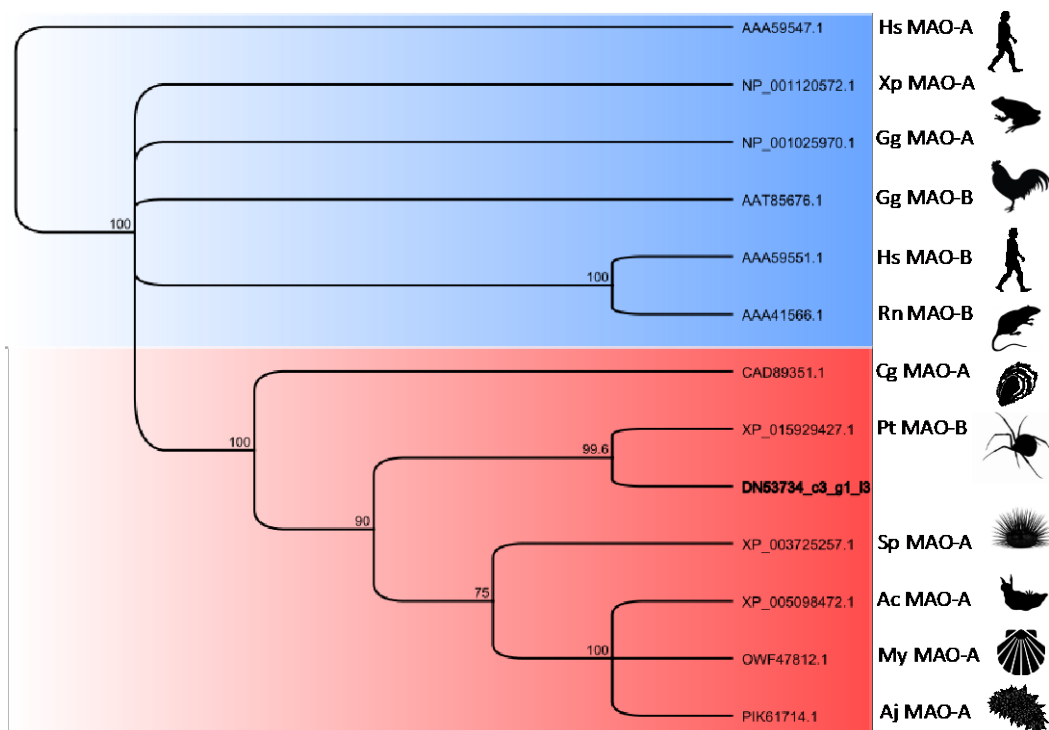 AAA59547.1 Hs MAO-A
NP_001120572.1 Xp MAO-A
NP_001025970.1 Gg MAO-A
AAT85676.1 Gg MAO-B
100
AAA59551.1 Hs MAO-B
100
AAA41566.1 Rn MAO-B
CAD89351.1 Cg MAO-A
XP_015929427.1 Pt MAO-B
100
99.6
DN53734_c3_g1_i3
90
XP_003725257.1 Sp MAO-A
75
XP_005098472.1 Ac MAO-A
100
OWF47812.1 My MAO-A
PIK61714.1 Aj MAO-A